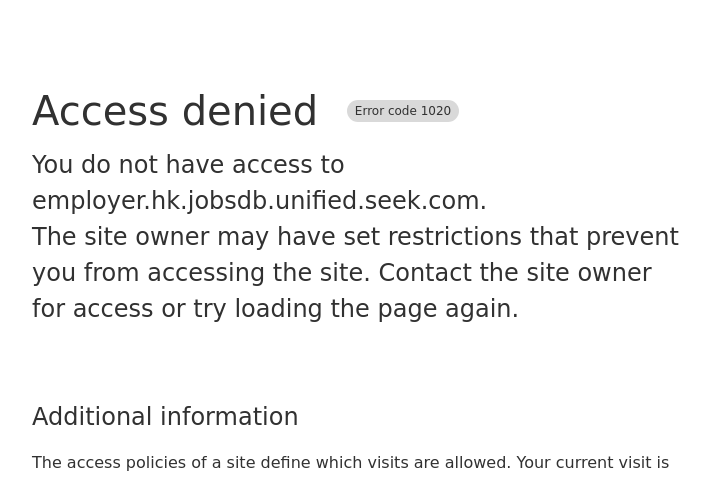 Access denied
Error code 1020
You do not have access to
employer.hk.jobsdb.unified.seek.com.
The site owner may have set restrictions that prevent
you from accessing the site. Contact the site owner
for access or try loading the page again.
Additional information
The access policies of a site define which visits are allowed. Your current visit is